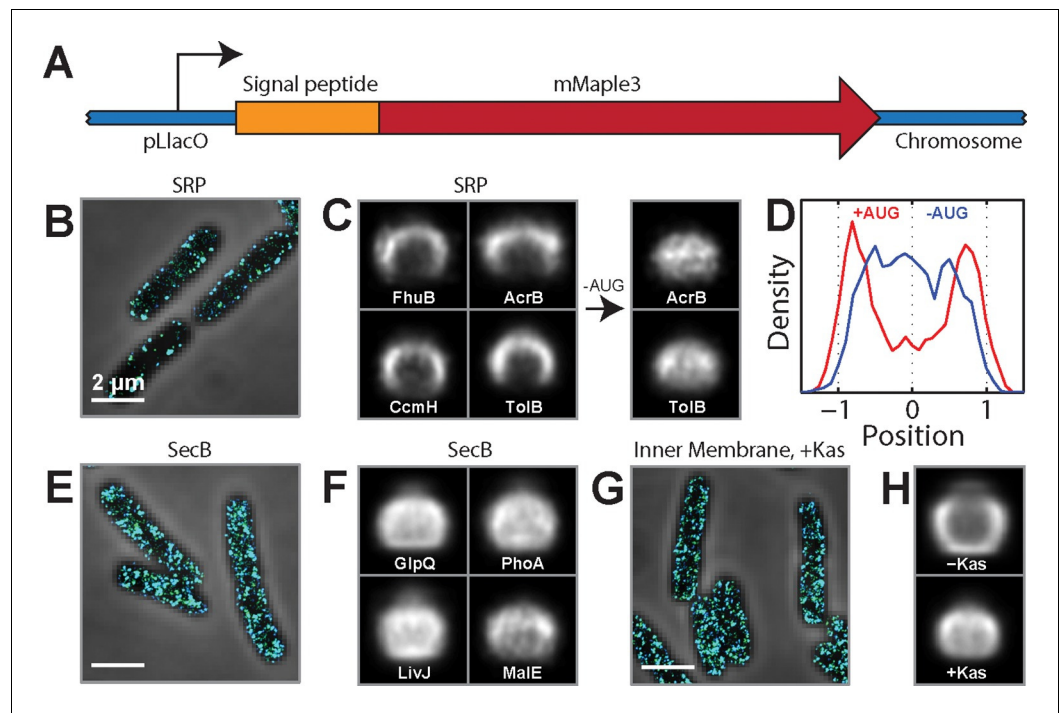 A
Signal peptide
mMaple3
pLlacO
Chromosome
SRP
B
2 µm
SRP
C
FhuB
AcrB
CcmH
TolB
-AUG
AcrB
TolB
D
+AUG
-AUG
Density
−1
0
1
Position
SecB
E
SecB
F
GlpQ
PhoA
LivJ
MalE
Inner Membrane, +Kas
G
H
−Kas
+Kas